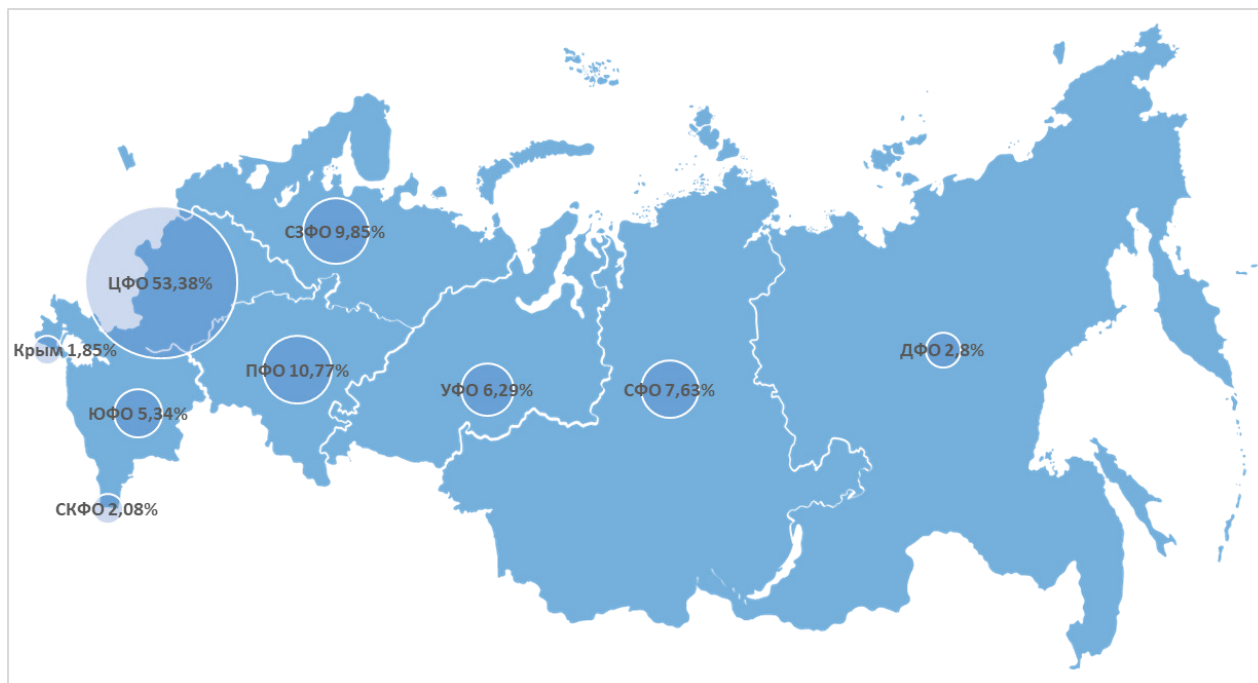 СЗФО 9,85%
ЦФО 53,38%
Крым 1,85%
ДФО 2,8%
ПФО 10,77%
УФО 6,29%
СФО 7,63%
ЮФО 5,34%
СКФО 2,08%